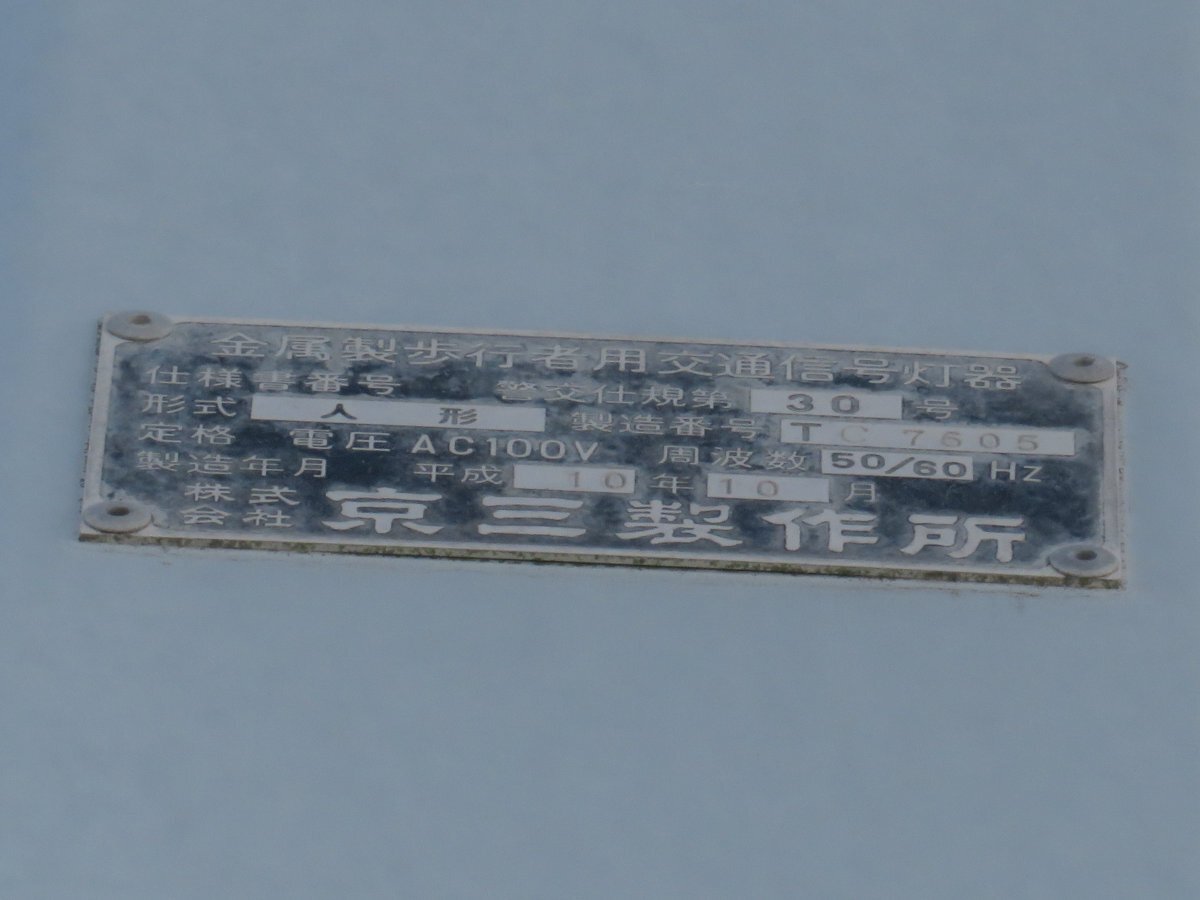 金属製歩行者用交通信号灯器
仕様書番号 警交仕規第 30 号
形式 人形 製造番号 TC7605
定格 電圧 AC100V 周波数 50/60 Hz
製造年月 平成 10 年 10 月
株式会社 京三製作所